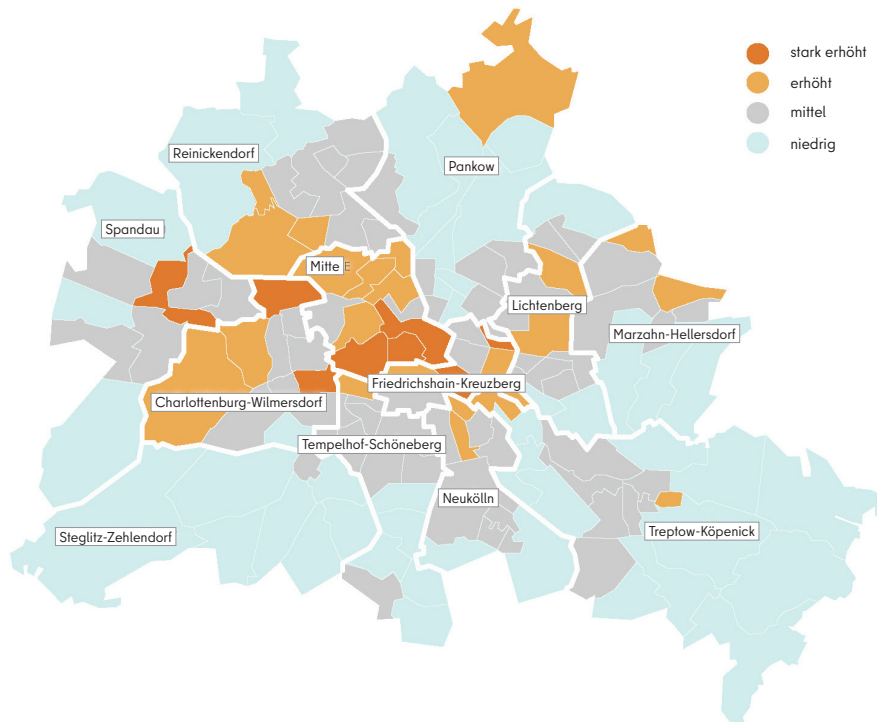 stark erhöht
erhöht
mittel
niedrig
Reinickendorf
Pankow
Spandau
Mitte
E
Lichtenberg
Marzahn-Hellersdorf
Friedrichshain-Kreuzberg
Charlottenburg-Wilmersdorf
Tempelhof-Schöneberg
Neukölln
Steglitz-Zehlendorf
Treptow-Köpenick